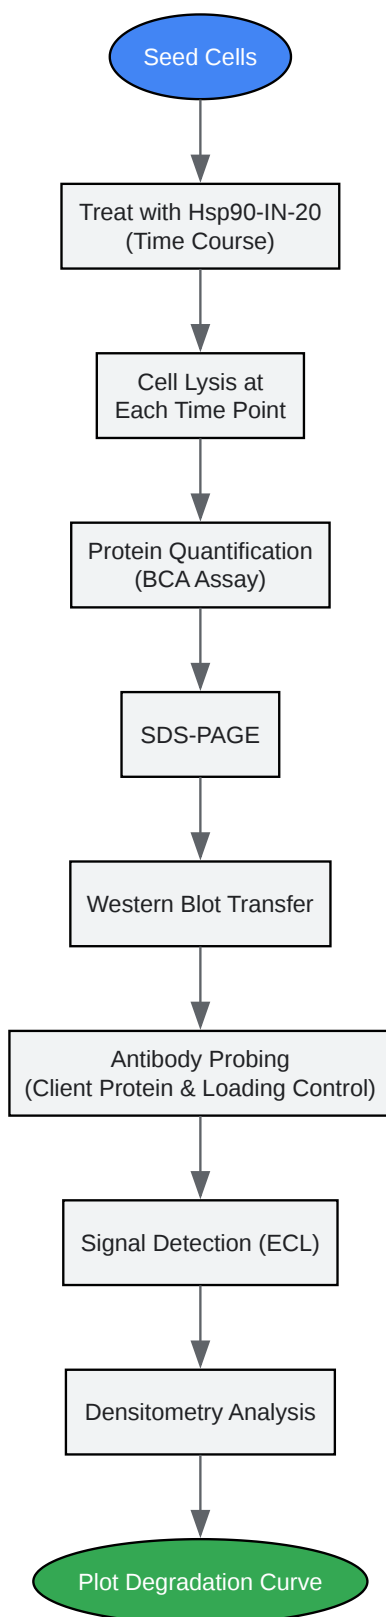 Seed Cells
Treat with Hsp90-IN-20
(Time Course)
Cell Lysis at
Each Time Point
Protein Quantification
(BCA Assay)
SDS-PAGE
Western Blot Transfer
Antibody Probing
(Client Protein & Loading Control)
Signal Detection (ECL)
Densitometry Analysis
Plot Degradation Curve